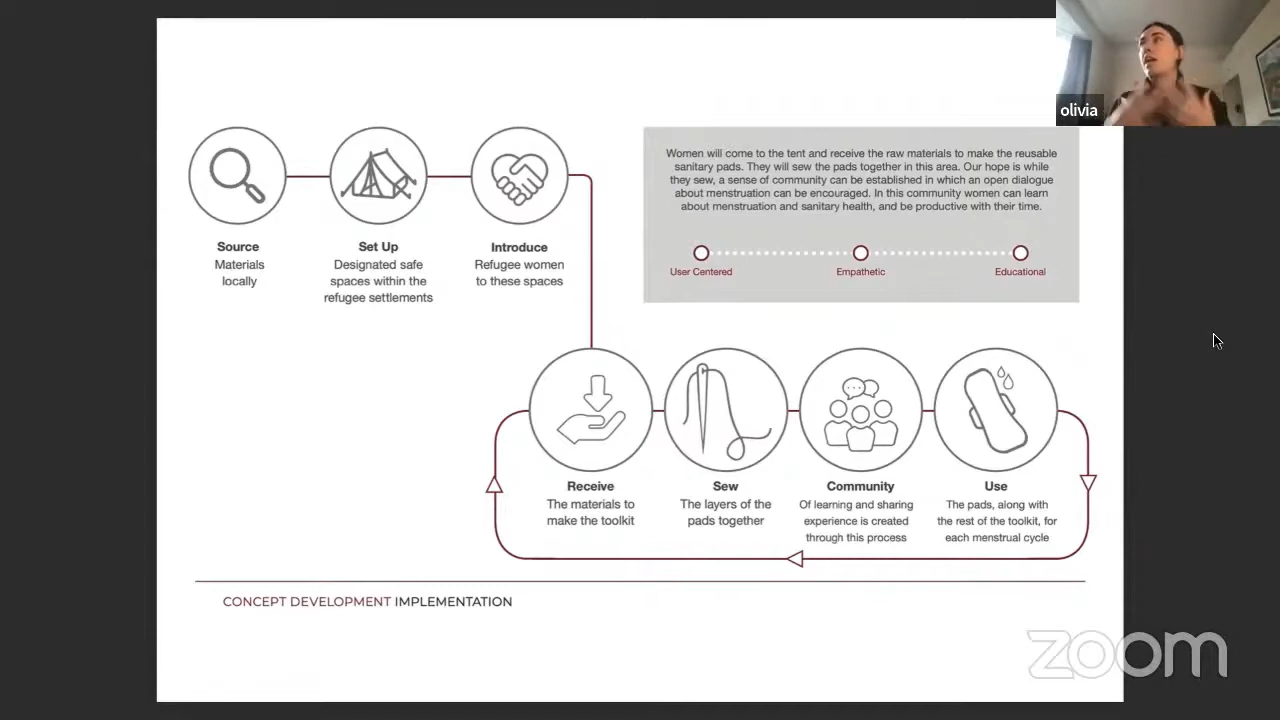 olivia
Women will come to the tent and receive the raw materials to make the reusable
sanitary pads. They will sew the pads together in this area. Our hope is while
they sew, a sense of community can be established in which an open dialogue
about menstruation can be encouraged. In this community women can learn
about menstruation and sanitary health, and be productive with their time.
User Centered
Empathetic
Educational
Source
Materials
locally
Set Up
Designated safe
spaces within the
refugee settlements
Introduce
Refugee women
to these spaces
Receive
The materials to
make the toolkit
Sew
The layers of the
pads together
Community
Of learning and sharing
experience is created
through this process
Use
The pads, along with
the rest of the toolkit, for
each menstrual cycle
CONCEPT DEVELOPMENT IMPLEMENTATION
zoom